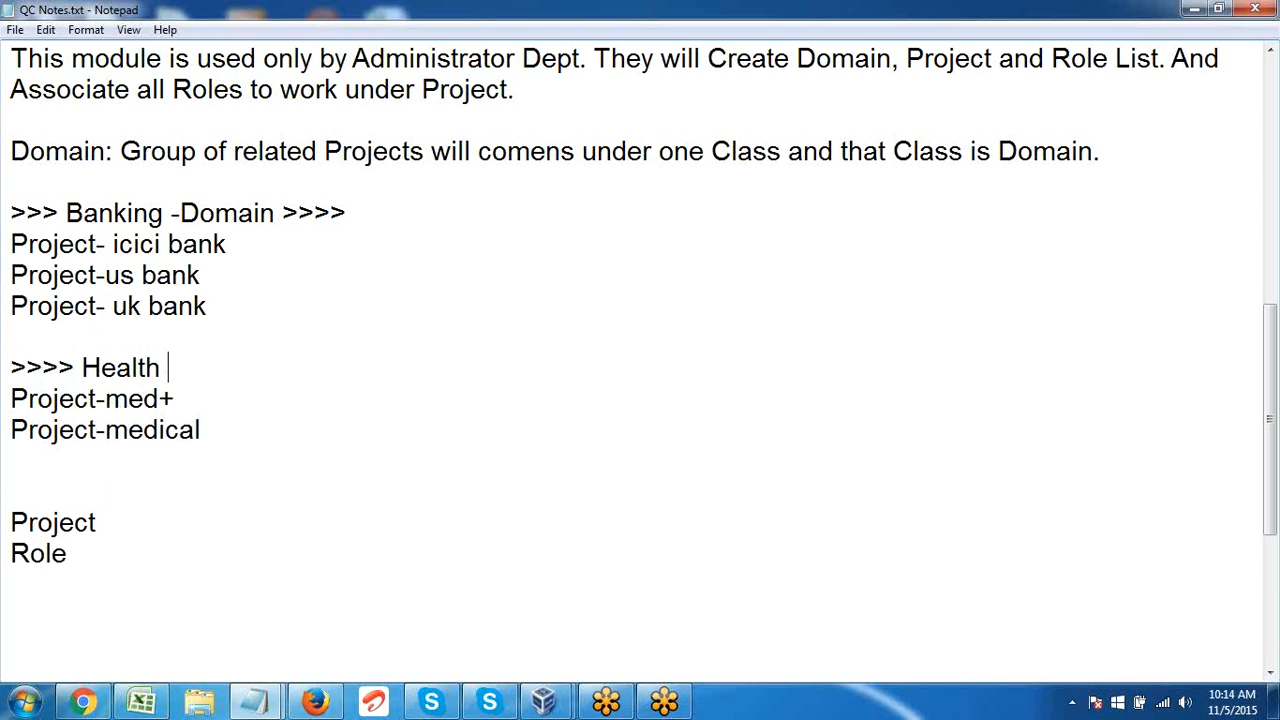 QC Notes.txt - Notepad
File Edit Format View Help
This module is used only by Administrator Dept. They will Create Domain, Project and Role List. And
Associate all Roles to work under Project.
Domain: Group of related Projects will comens under one Class and that Class is Domain.
>>> Banking -Domain >>>>
Project- icici bank
Project-us bank
Project- uk bank
>>>> Health
Project-med+
Project-medical
Project
Role
10:14 AM
11/5/2015